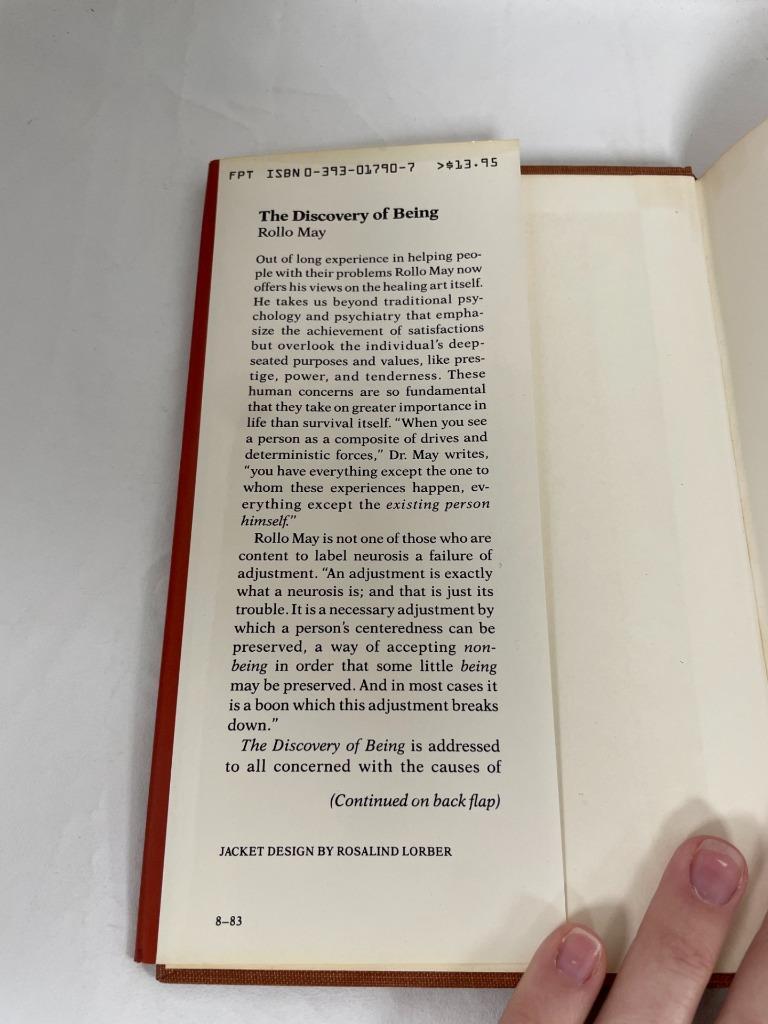 FPT ISBN 0-393-01790-7 >$13.95
The Discovery of Being
Rollo May
Out of long experience in helping peo-
ple with their problems Rollo May now
offers his views on the healing art itself.
He takes us beyond traditional psy-
chology and psychiatry that empha-
size the achievement of satisfactions
but overlook the individual's deep-
seated purposes and values, like pres-
tige, power, and tenderness. These
human concerns are so fundamental
that they take on greater importance in
life than survival itself. “When you see
a person as a composite of drives and
deterministic forces,” Dr. May writes,
“you have everything except the one to
whom these experiences happen, ev-
erything except the existing person
himself.”
Rollo May is not one of those who are
content to label neurosis a failure of
adjustment. “An adjustment is exactly
what a neurosis is; and that is just its
trouble. It is a necessary adjustment by
which a person's centeredness can be
preserved, a way of accepting non-
being in order that some little being
may be preserved. And in most cases it
is a boon which this adjustment breaks
down.”
The Discovery of Being is addressed
to all concerned with the causes of
(Continued on back flap)
JACKET DESIGN BY ROSALIND LORBER
8–83